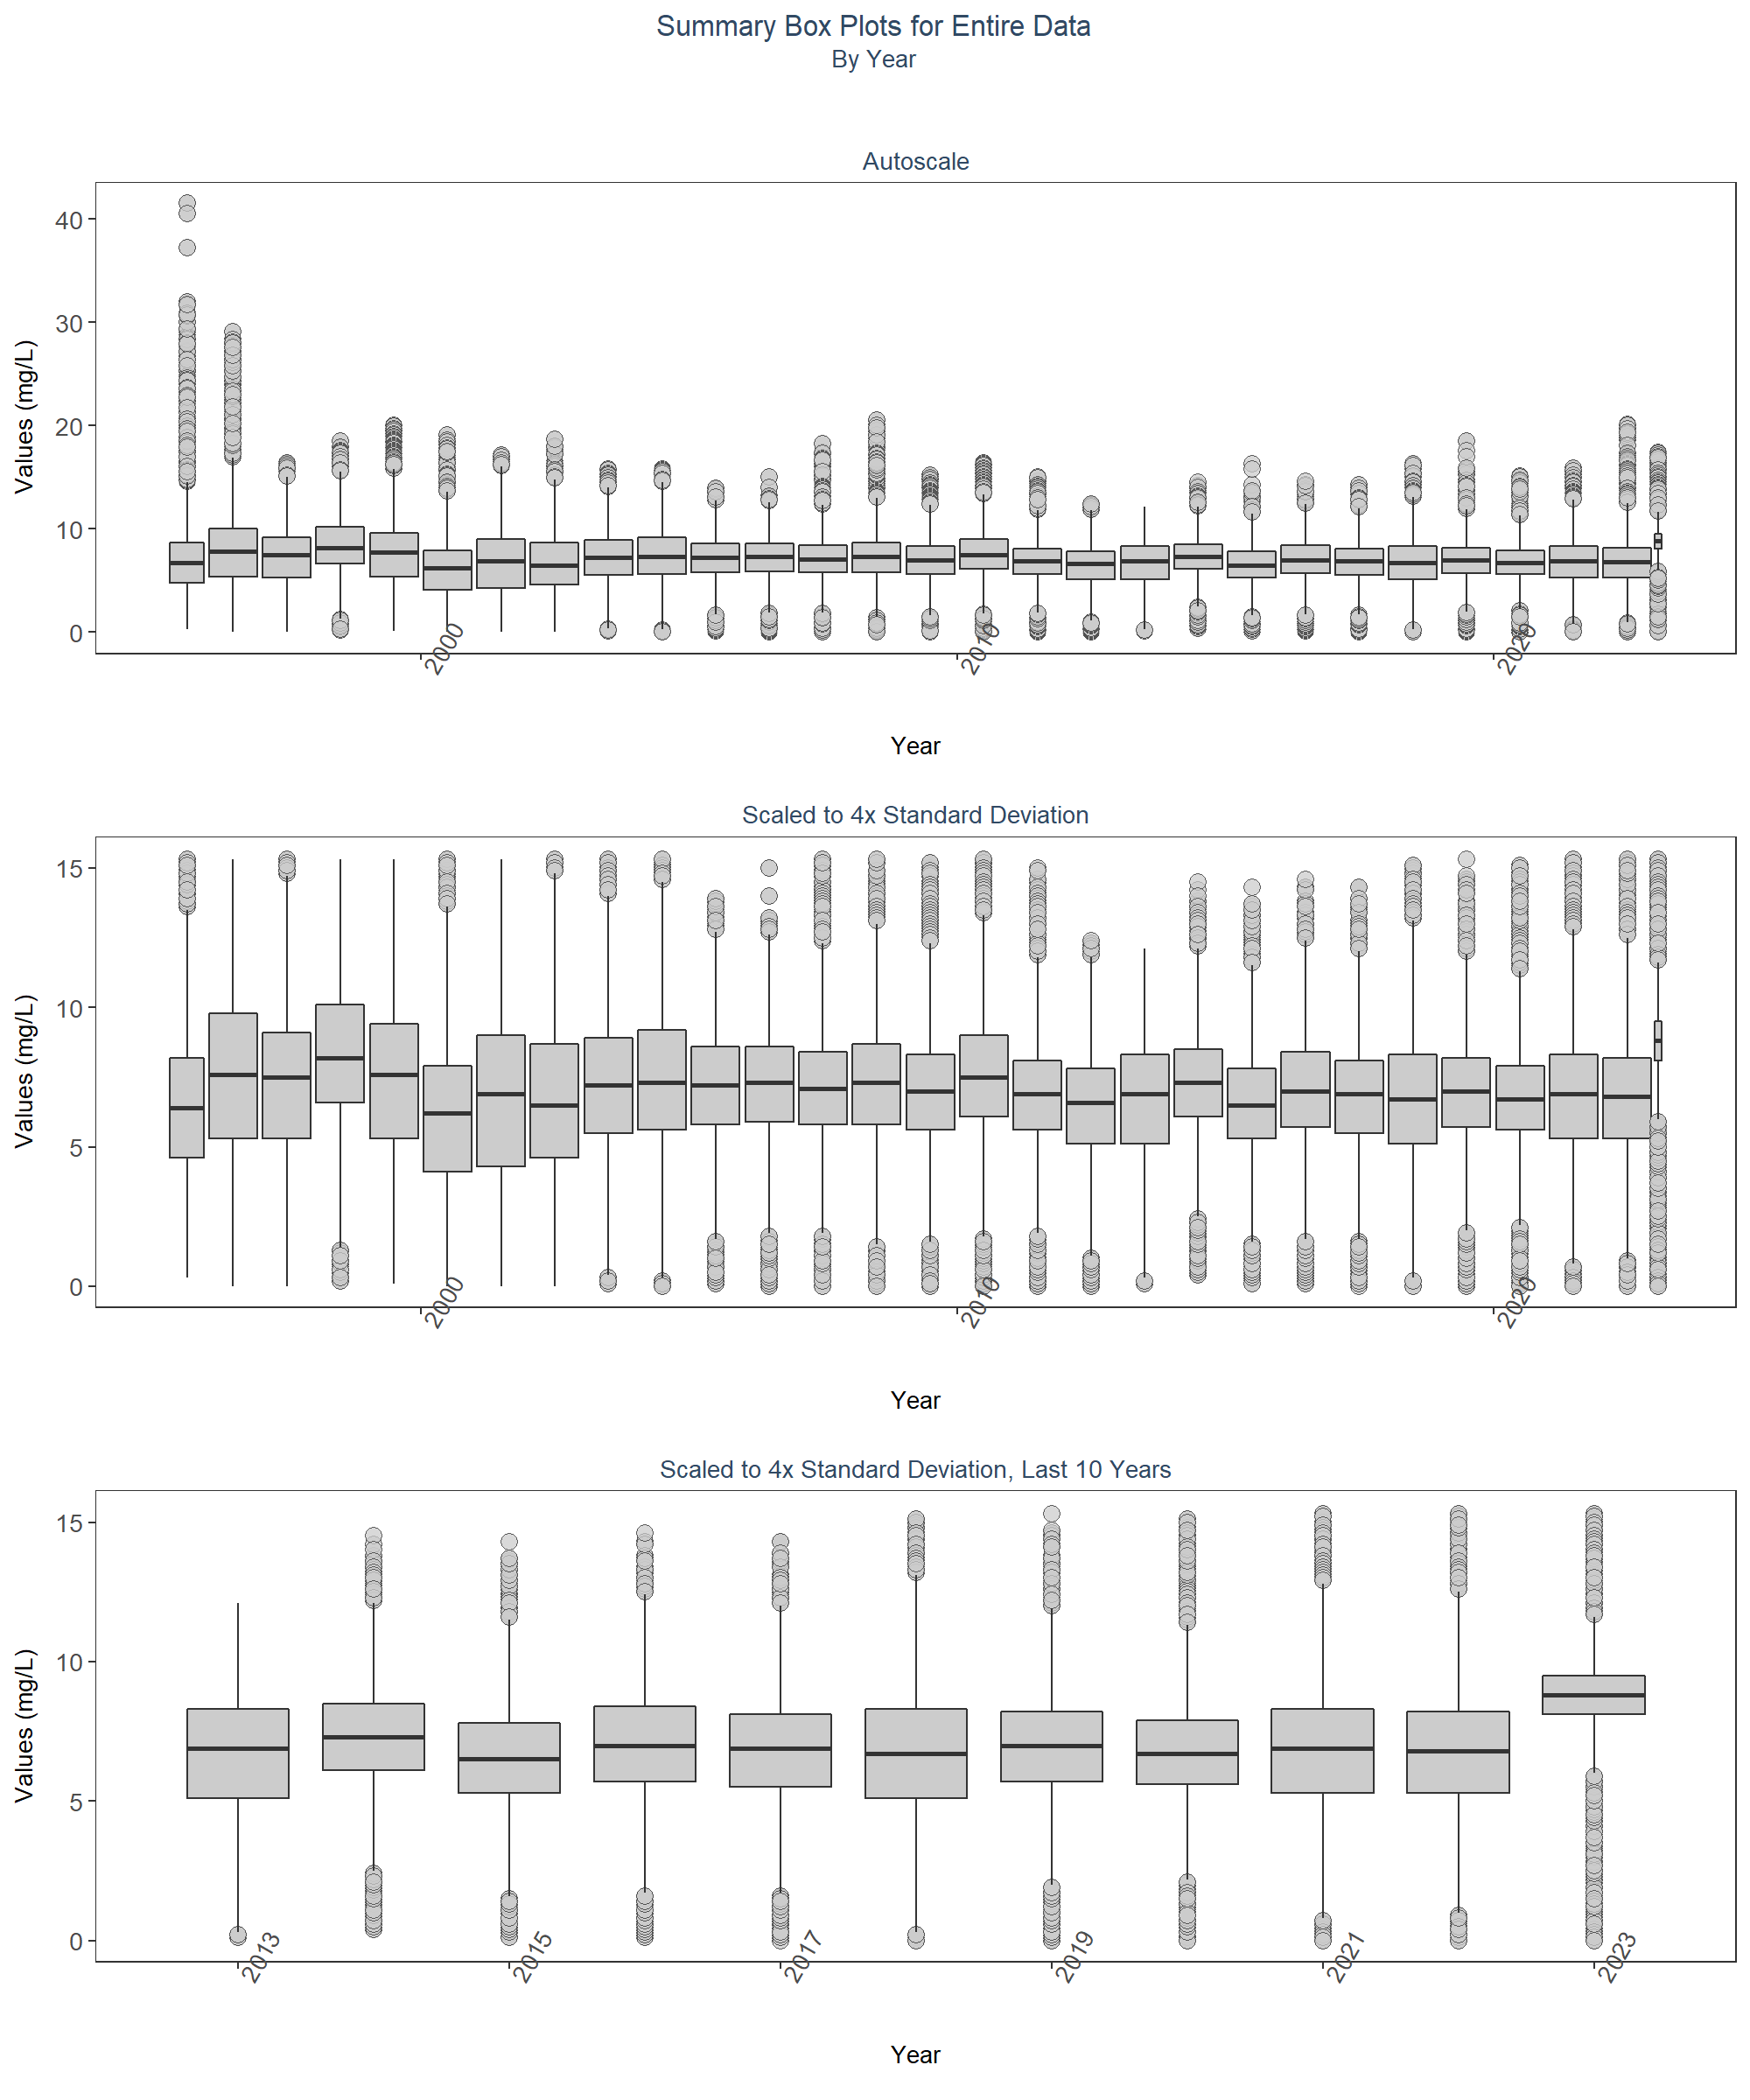 Summary Box Plots for Entire Data
By Year
Autoscale
Values (mg/L)
40
30
20
10
0
2000
2010
2020
Year
Scaled to 4x Standard Deviation
Values (mg/L)
15
10
5
0
2000
2010
2020
Year
Scaled to 4x Standard Deviation, Last 10 Years
Values (mg/L)
15
10
5
0
2013
2015
2017
2019
2021
2023
Year